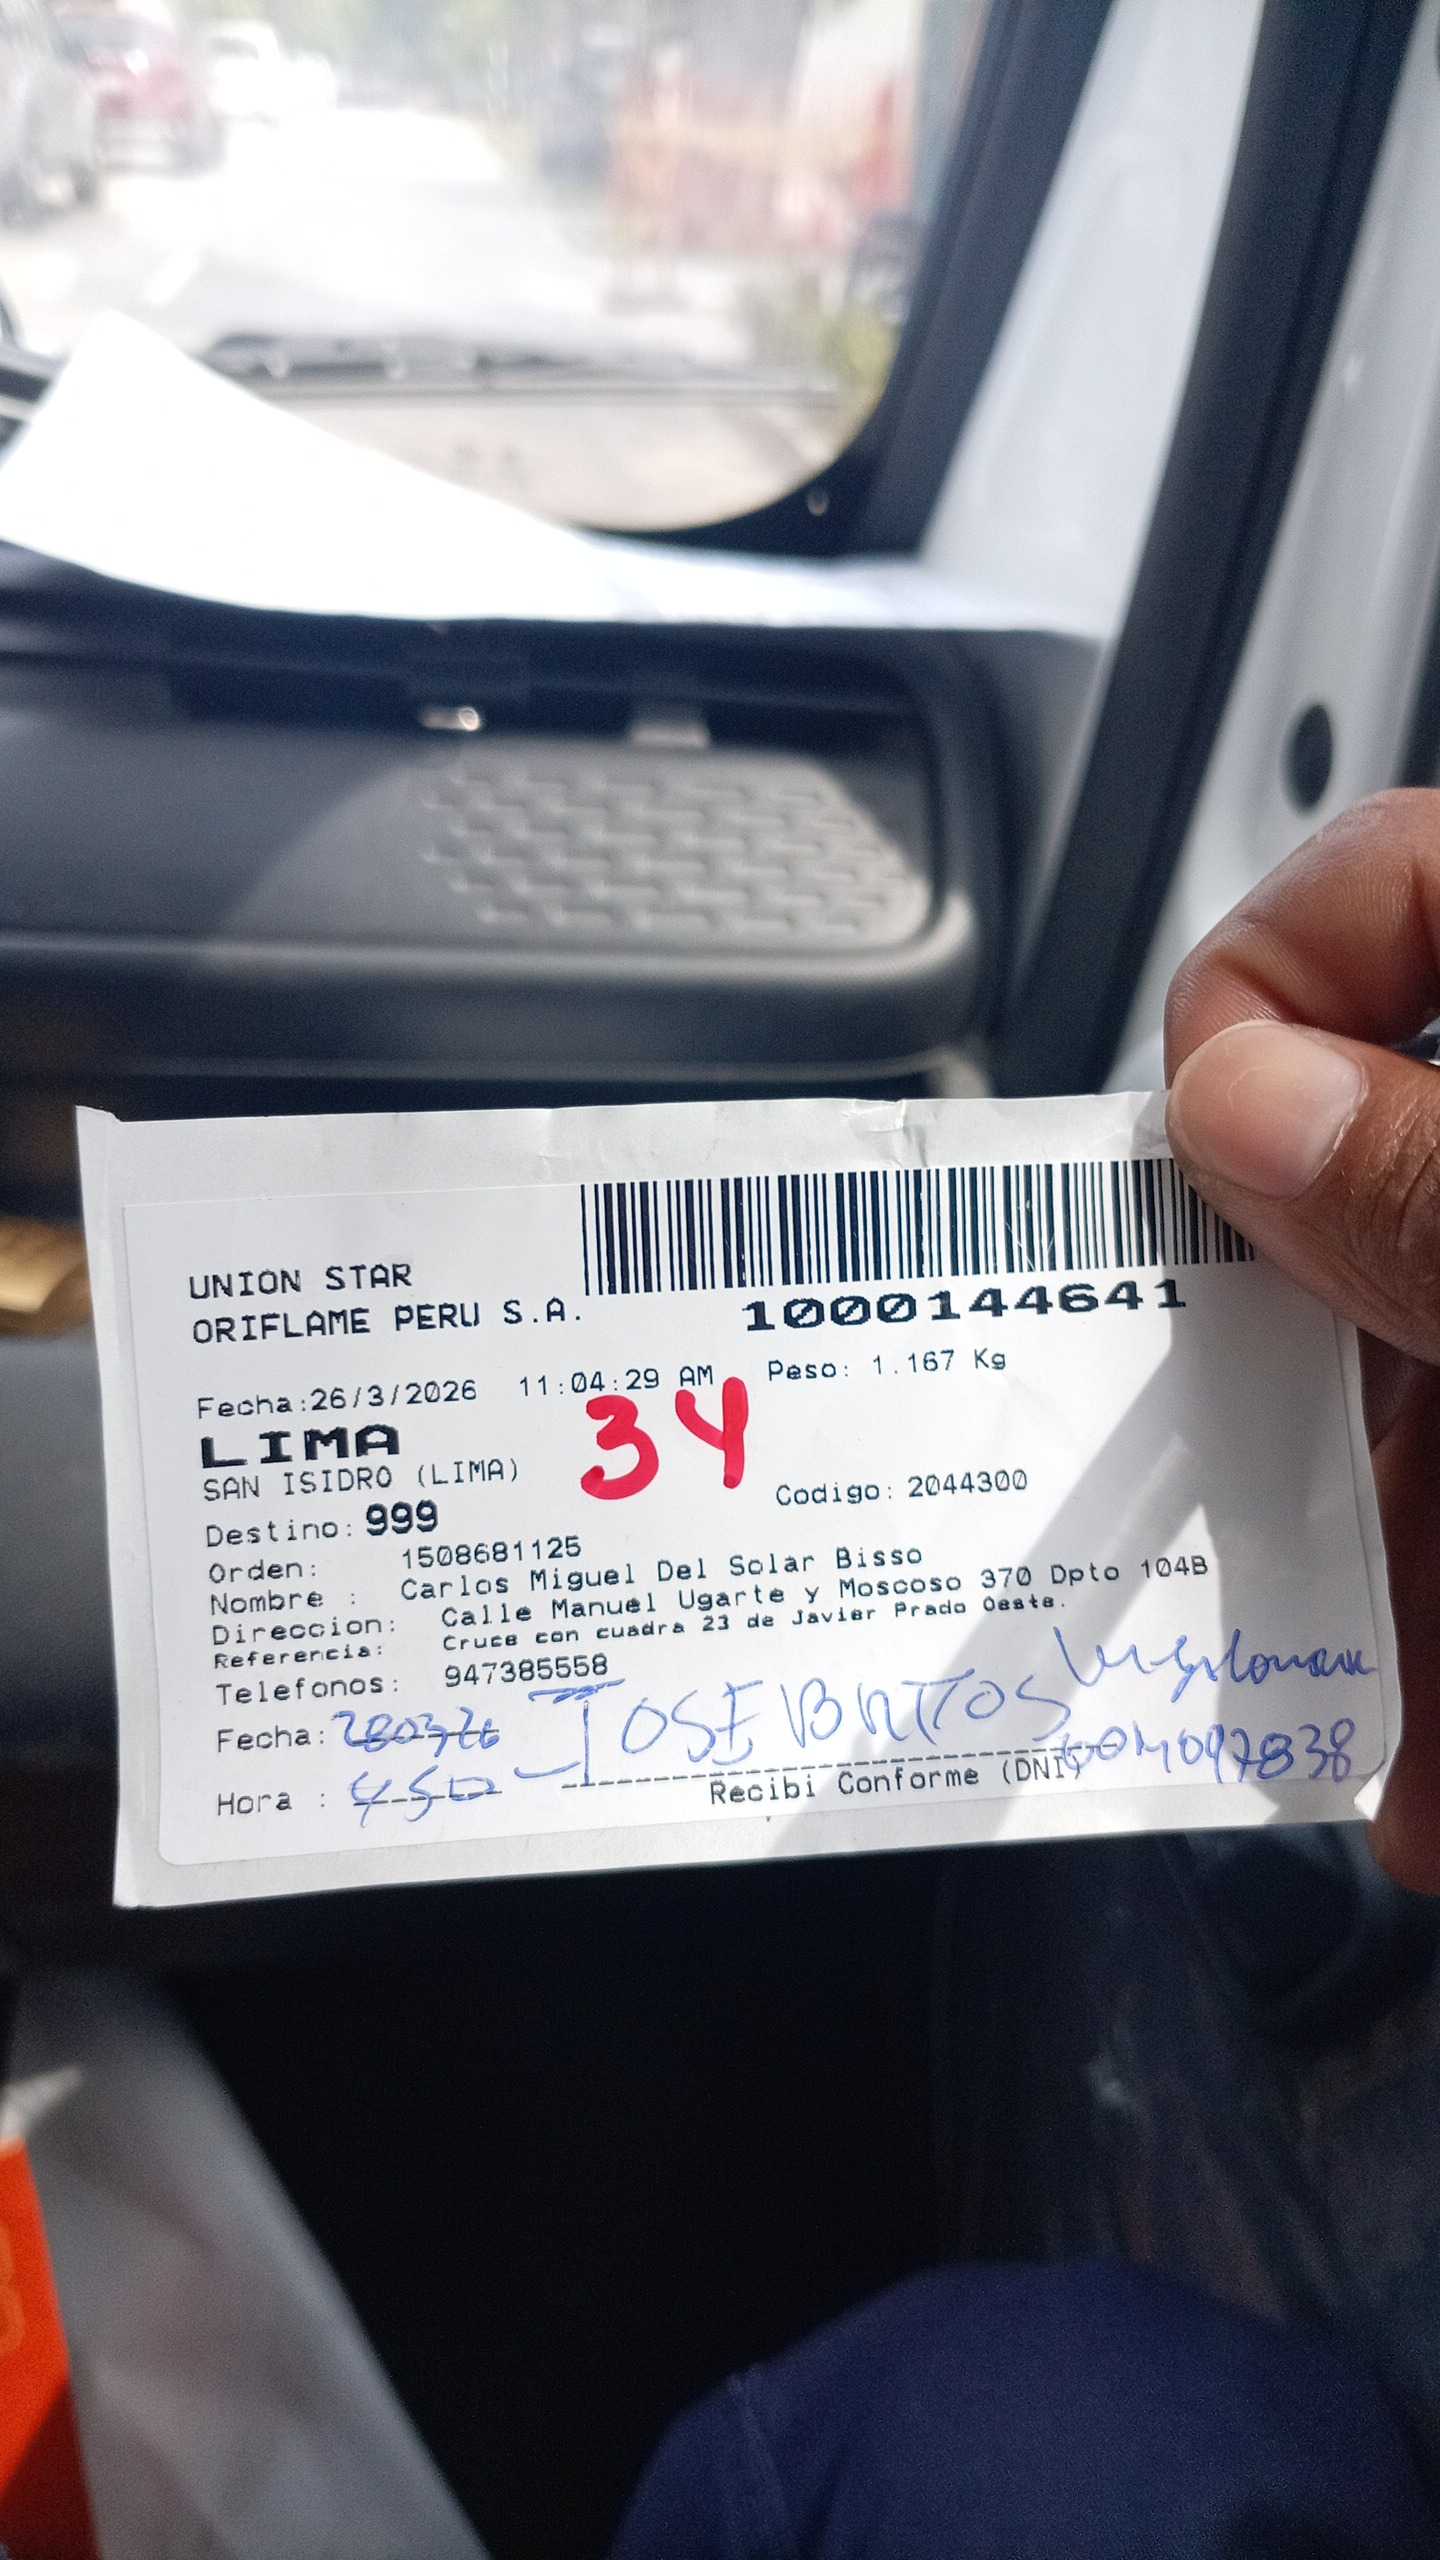 UNION STAR
ORIFLAME PERU S.A.
1000144641
Fecha:26/3/2026 11:04:29 AM Peso: 1.167 Kg
LIMA
34
SAN ISIDRO (LIMA)
Codigo: 2044300
Destino: 999
Orden: 1508681125
Nombre : Carlos Miguel Del Solar Bisso
Direccion: Calle Manuel Ugarte y Moscoso 370 Dpto 104B
Referencia: Cruce con cuadra 23 de Javier Prado Oeste.
Telefonos: 947385558
Fecha: 280326 JOSE
Hora :
Recibi Conforme (DNI)